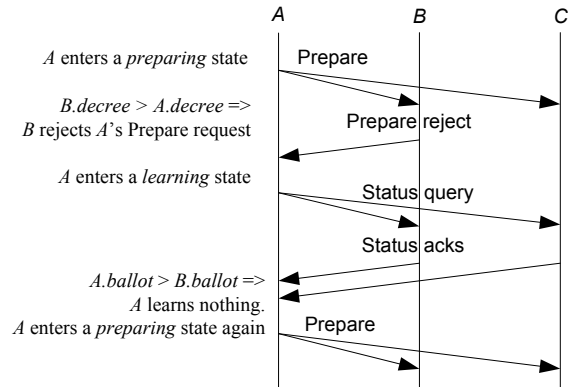 A B C
A enters a preparing state
Prepare
B.decree > A.decree =>
B rejects A's Prepare request
Prepare reject
A enters a learning state
Status query
Status acks
A.ballot > B.ballot =>
A learns nothing.
A enters a preparing state again
Prepare